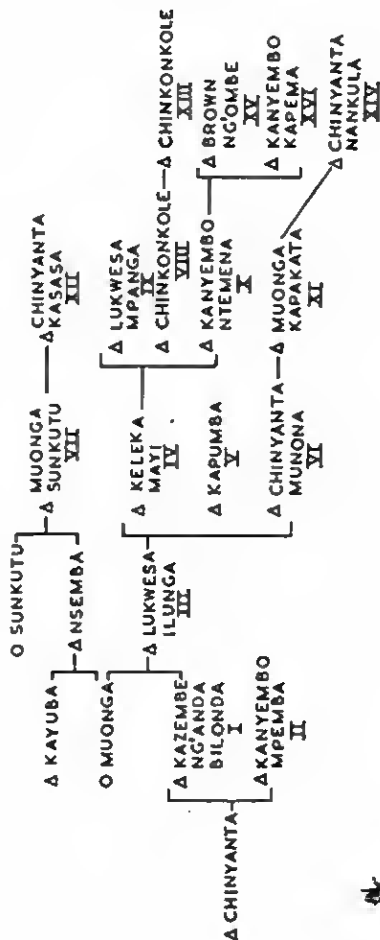 Δ CHINYANTA
Δ KAYUBA
O MUONGA
Δ KAZEMBE
NG'ANDA
BILONDA
I
Δ KANYEMBO
MPEMBA
II
O SUNKUTU
Δ NSEMBA
Δ LUKWESA
ILUNGA
III
Δ MUONGA
SUNKUTU
VII
Δ KELEKA
MAYI
IV
Δ KAPUMBA
V
Δ CHINYANTA
MUNONA
VI
Δ CHINYANTA
KASASA
XII
Δ LUKWESA
MPANGA
IX
Δ CHINKONKOLE
VIII
Δ KANYEMBO
NTEMENA
X
Δ MUONGA
KAPAKATA
XI
Δ CHINKONKOLE
XIII
Δ BROWN
NG'OMBE
XV
Δ KANYEMBO
KAPEMA
XVI
Δ CHINYANTA
NANKULA
XIV